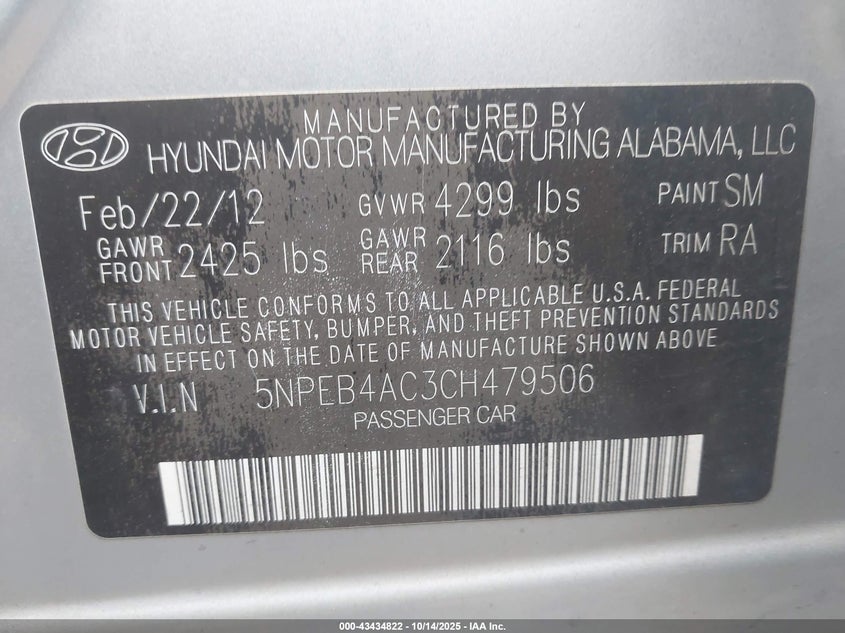 MANUFACTURED BY
HYUNDAI MOTOR MANUFACTURING ALABAMA, LLC
Feb/22/12 GVWR 4299 lbs PAINT SM
GAWR FRONT 2425 lbs GAWR REAR 2116 lbs TRIM RA
THIS VEHICLE CONFORMS TO ALL APPLICABLE U.S.A. FEDERAL
MOTOR VEHICLE SAFETY, BUMPER, AND THEFT PREVENTION STANDARDS
IN EFFECT ON THE DATE OF MANUFACTURE SHOWN ABOVE
V.I.N 5NPEB4AC3CH479506
PASSENGER CAR
000-43434822 - 10/14/2025 - IAA Inc.